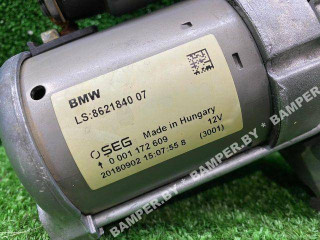 BMW
LS:8621840 07
SEG Made in Hungary
↑ 0 001 172 609 12V
20180902 15:07:55 8 (3001)
BAMPER.BY * BAMPER.BY * BAMPER.BY *